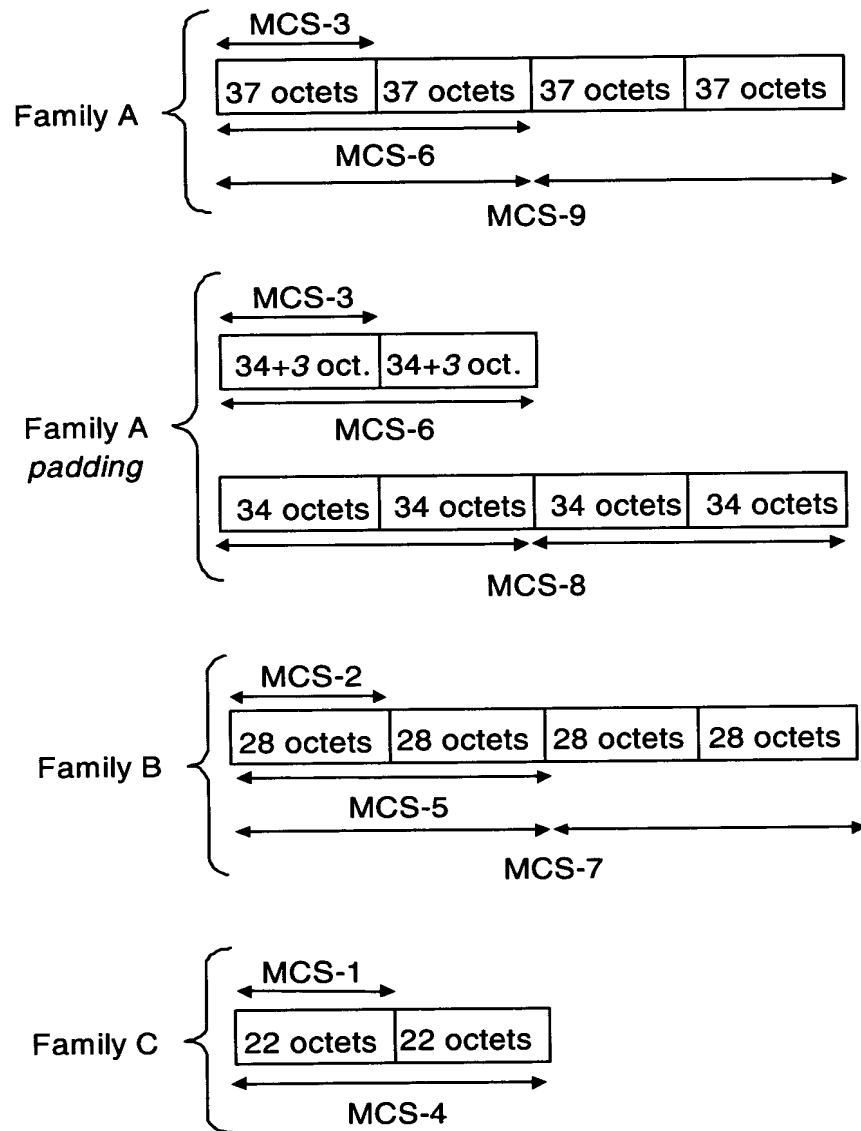 MCS-3
37 octets 37 octets 37 octets 37 octets
Family A
MCS-6
MCS-9
MCS-3
34+3 oct. 34+3 oct.
Family A
padding
MCS-6
34 octets 34 octets 34 octets 34 octets
MCS-8
MCS-2
28 octets 28 octets 28 octets 28 octets
Family B
MCS-5
MCS-7
MCS-1
22 octets 22 octets
Family C
MCS-4